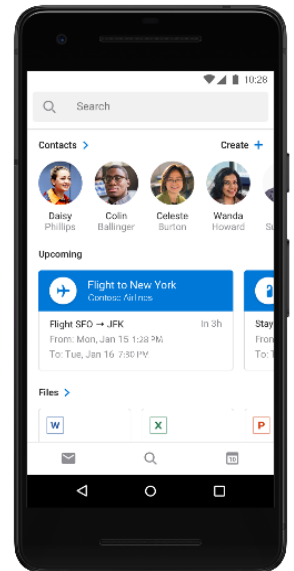 10:28
Search
Contacts >
Create +
Daisy
Phillips
Colin
Ballinger
Celeste
Burton
Wanda
Howard
Upcoming
Flight to New York
Contoso Airlines
Flight SFO → JFK
In 3h
From: Mon, Jan 15 1:28 PM
To: Tue, Jan 16 7:30 PM
Stay
From
To: T
Files >
W
X
P
10